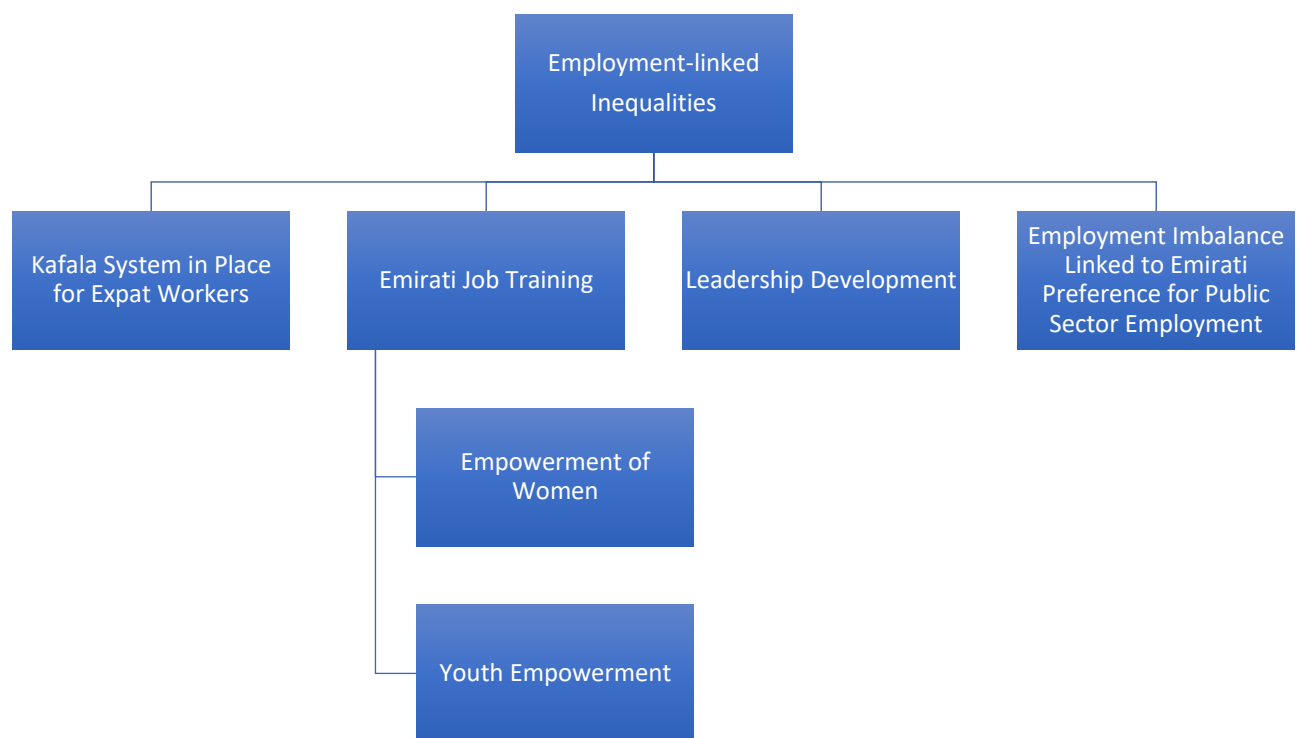 Employment-linked
Inequalities
Kafala System in Place
for Expat Workers
Emirati Job Training
Leadership Development
Employment Imbalance
Linked to Emirati
Preference for Public
Sector Employment
Empowerment of
Women
Youth Empowerment